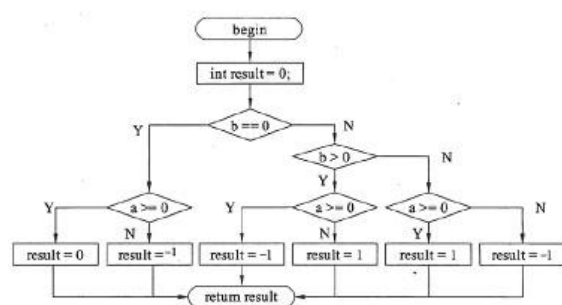 begin
int result = 0;
b == 0
Y
N
b > 0
N
Y
Y
a >= 0
Y
a >= 0
a >= 0
N
N
N
Y
result = 0
result = -1
result = -1
result = 1
result = 1
result = -1
return result